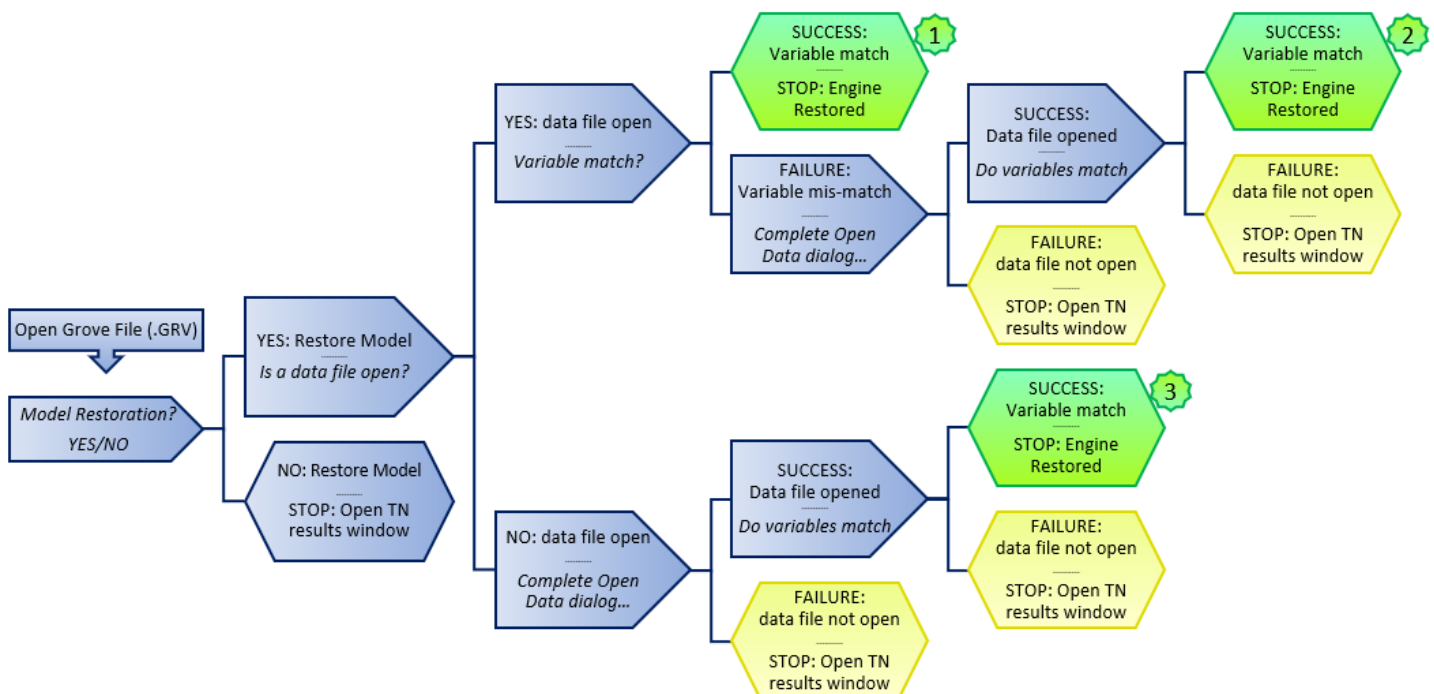 Open Grove File (.GRV)
Model Restoration?
YES/NO
YES: Restore Model
Is a data file open?
NO: Restore Model
STOP: Open TN
results window
YES: data file open
Variable match?
SUCCESS:
Variable match
STOP: Engine
Restored
1
FAILURE:
Variable mis-match
Complete Open
Data dialog...
SUCCESS:
Data file opened
Do variables match
SUCCESS:
Variable match
STOP: Engine
Restored
2
FAILURE:
data file not open
STOP: Open TN
results window
FAILURE:
data file not open
STOP: Open TN
results window
NO: data file open
Complete Open
Data dialog...
SUCCESS:
Data file opened
Do variables match
SUCCESS:
Variable match
STOP: Engine
Restored
3
FAILURE:
data file not open
STOP: Open TN
results window
FAILURE:
data file not open
STOP: Open TN
results window